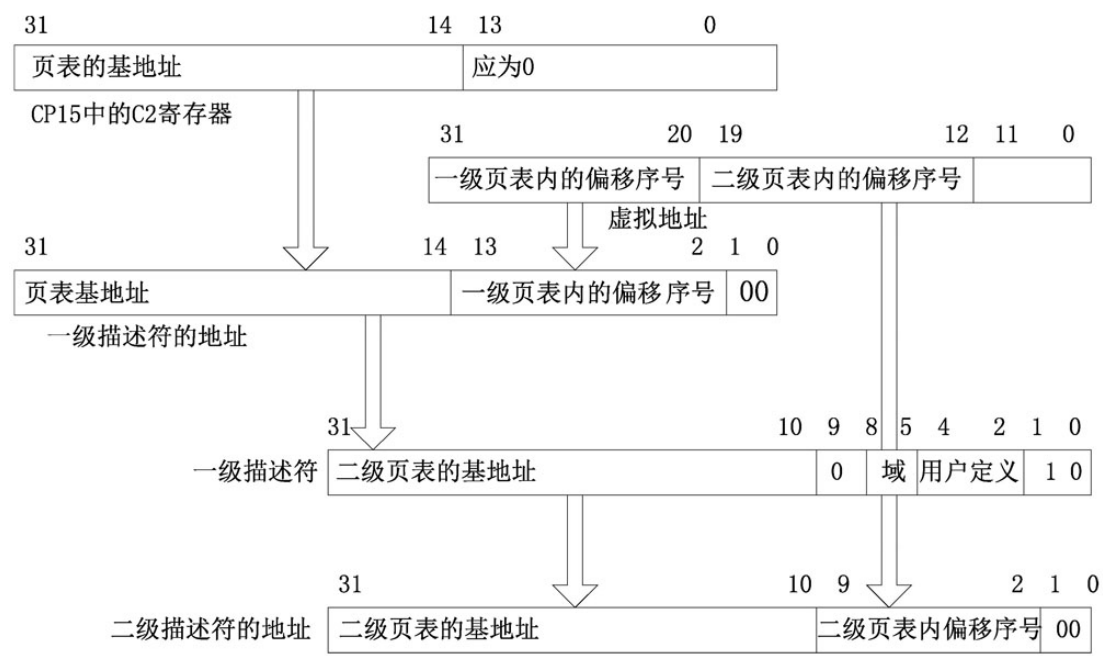 31 14 13 0
页表的基地址 应为0
CP15中的C2寄存器
31 20 19 12 11 0
一级页表内的偏移序号 二级页表内的偏移序号
虚拟地址
31 14 13 2 1 0
页表基地址 一级页表内的偏移序号 00
一级描述符的地址
31 10 9 8 5 4 2 1 0
一级描述符 二级页表的基地址 0 域 用户定义 1 0
31 10 9 2 1 0
二级描述符的地址 二级页表的基地址 二级页表内偏移序号 00